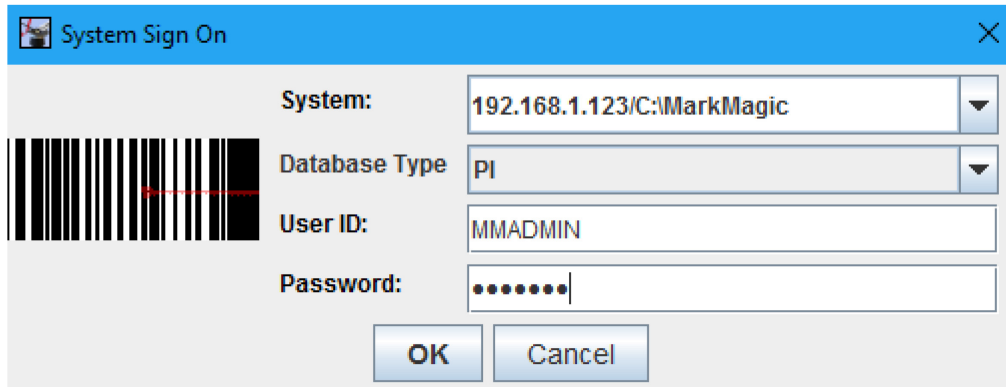 System Sign On
System: 192.168.1.123/C:\MarkMagic
Database Type PI
User ID: MMADMIN
Password: •••••••
OK Cancel